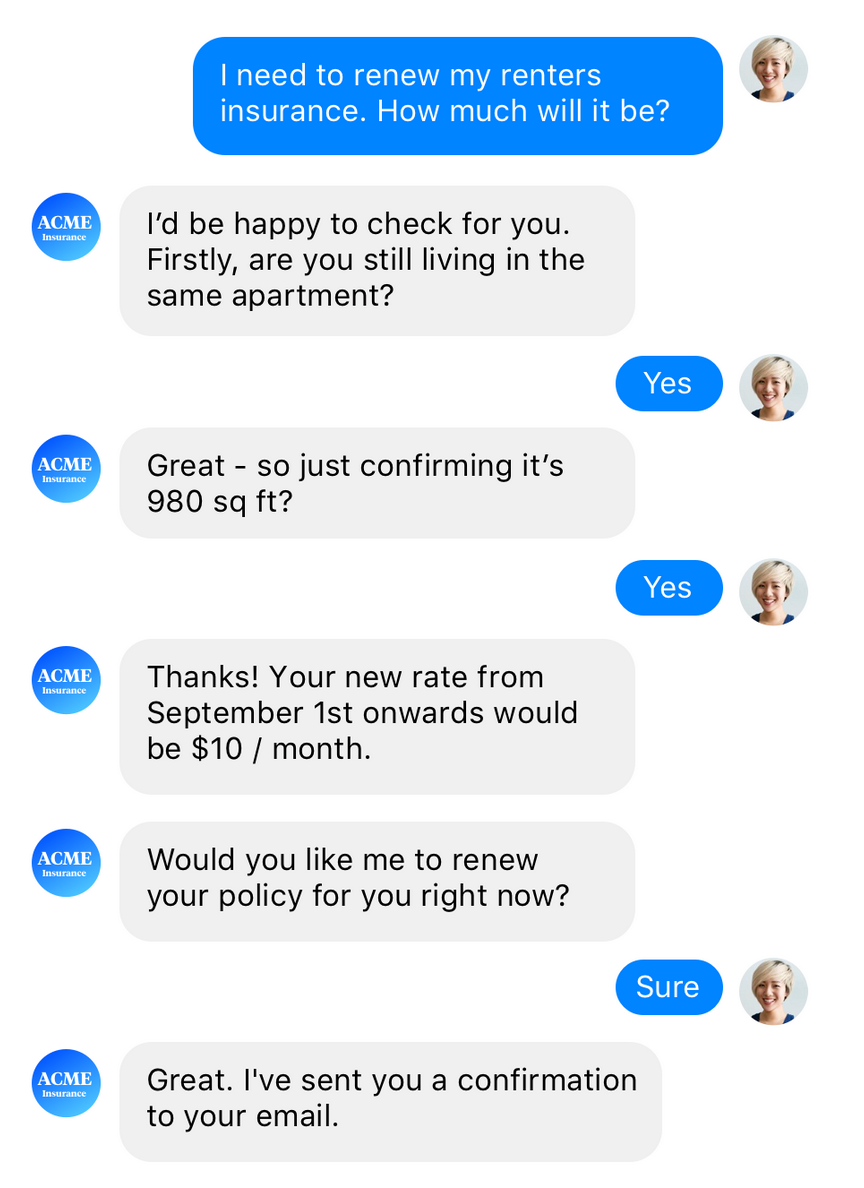 I need to renew my renters
insurance. How much will it be?
ACME
Insurance
I’d be happy to check for you.
Firstly, are you still living in the
same apartment?
Yes
ACME
Insurance
Great - so just confirming it’s
980 sq ft?
Yes
ACME
Insurance
Thanks! Your new rate from
September 1st onwards would
be $10 / month.
ACME
Insurance
Would you like me to renew
your policy for you right now?
Sure
ACME
Insurance
Great. I've sent you a confirmation
to your email.